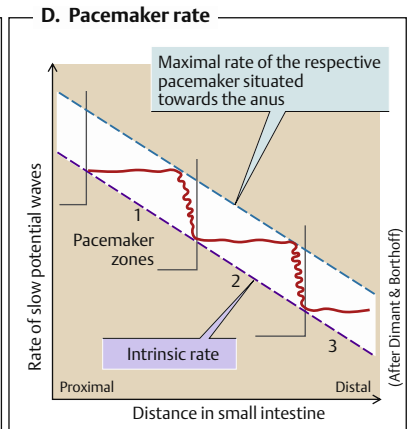 D. Pacemaker rate
Maximal rate of the respective
pacemaker situated
towards the anus
Rate of slow potential waves
1
Pacemaker
zones
2
Intrinsic rate
3
Proximal
Distal
Distance in small intestine
(After Dimant & Borthoff)